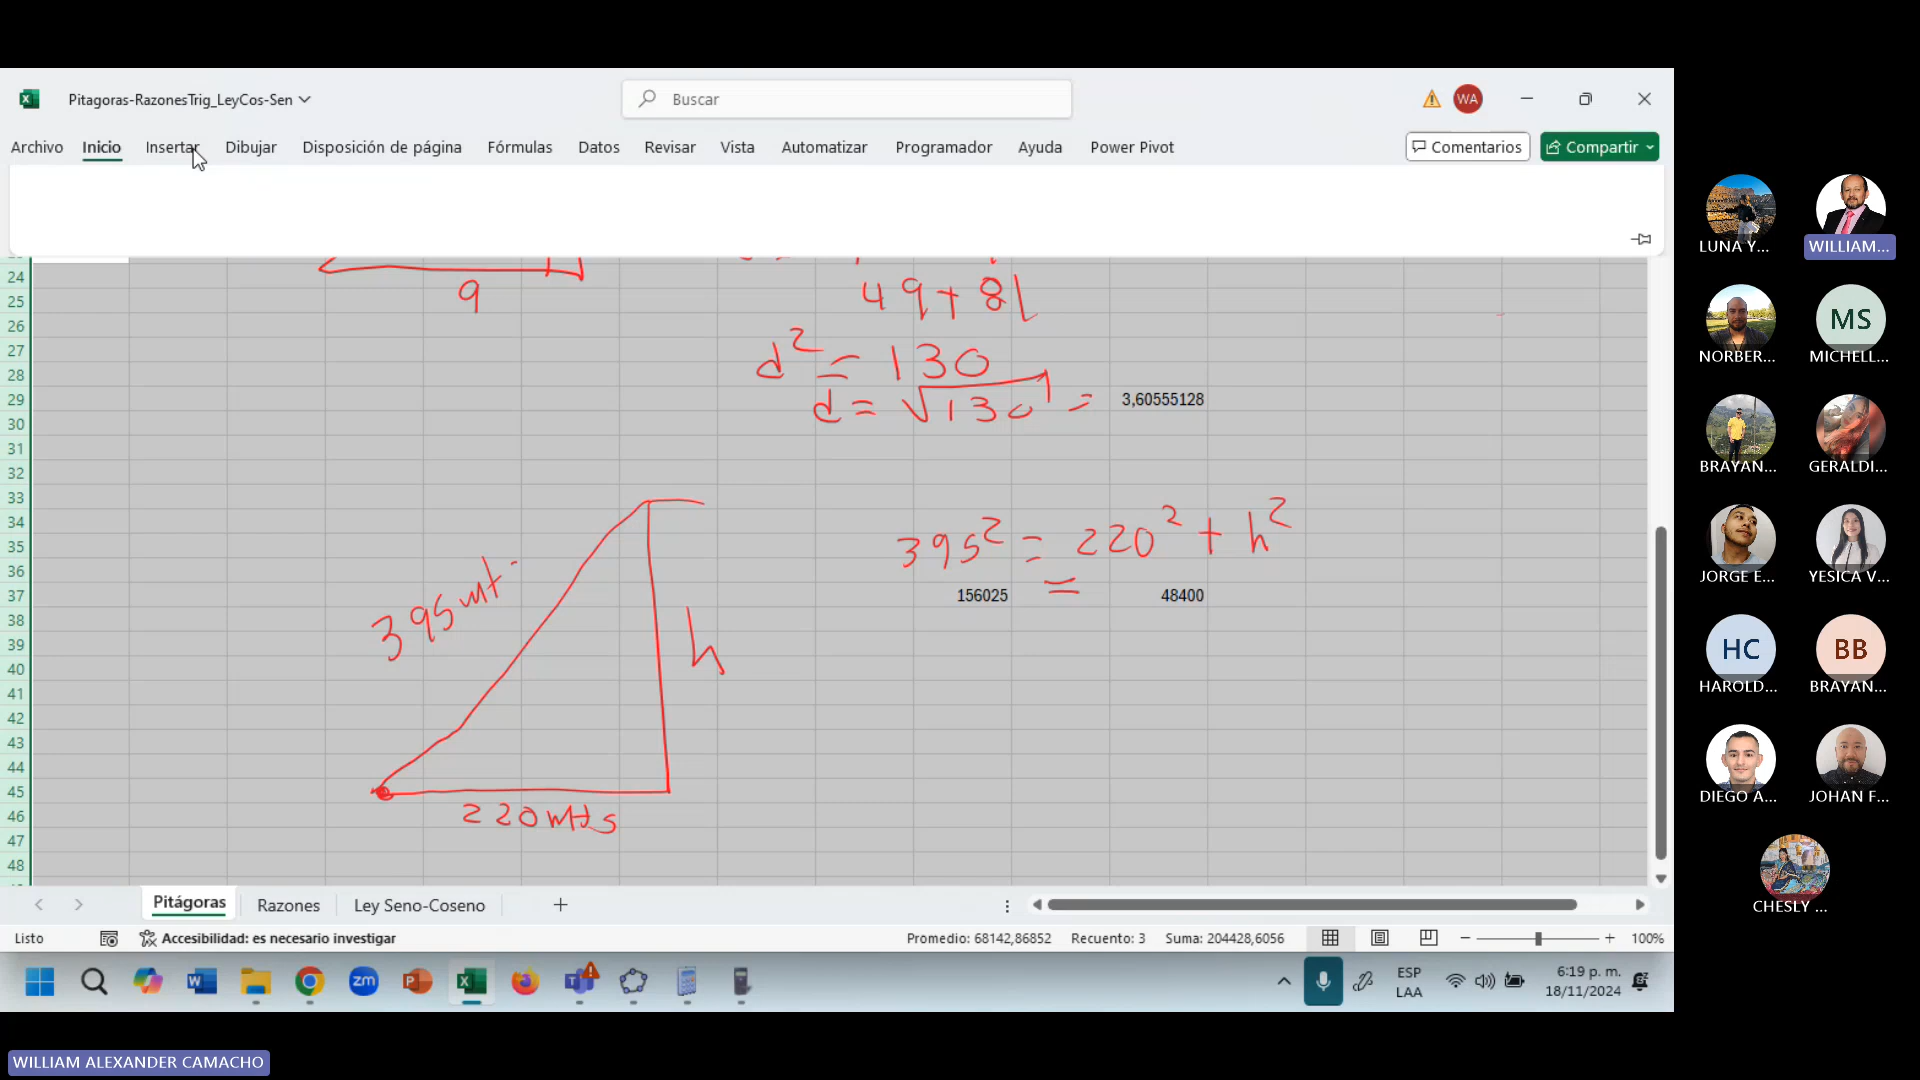 Pitagoras-RazonesTrig_LeyCos-Sen
Buscar
WA
Archivo Inicio Insertar Dibujar Disposición de página Fórmulas Datos Revisar Vista Automatizar Programador Ayuda Power Pivot
Comentarios Compartir
24
25
26
27
28
29
30
31
32
33
34
35
36
37
38
39
40
41
42
43
44
45
46
47
48
9
49+81
d² = 130
d = √130 = 3,60555128
395² = 220² + h²
156025 = 48400
395mt.
h
220mts
Pitágoras Razones Ley Seno-Coseno
Listo
Accesibilidad: es necesario investigar
Promedio: 68142,86852 Recuento: 3 Suma: 204428,6056
100%
zm
ESP
LAA
6:19 p. m.
18/11/2024
LUNA Y...
WILLIAM...
NORBER...
MS
MICHELL...
BRAYAN...
GERALDI...
JORGE E...
YESICA V...
HC
HAROLD...
BB
BRAYAN...
DIEGO A...
JOHAN F...
CHESLY ...
WILLIAM ALEXANDER CAMACHO